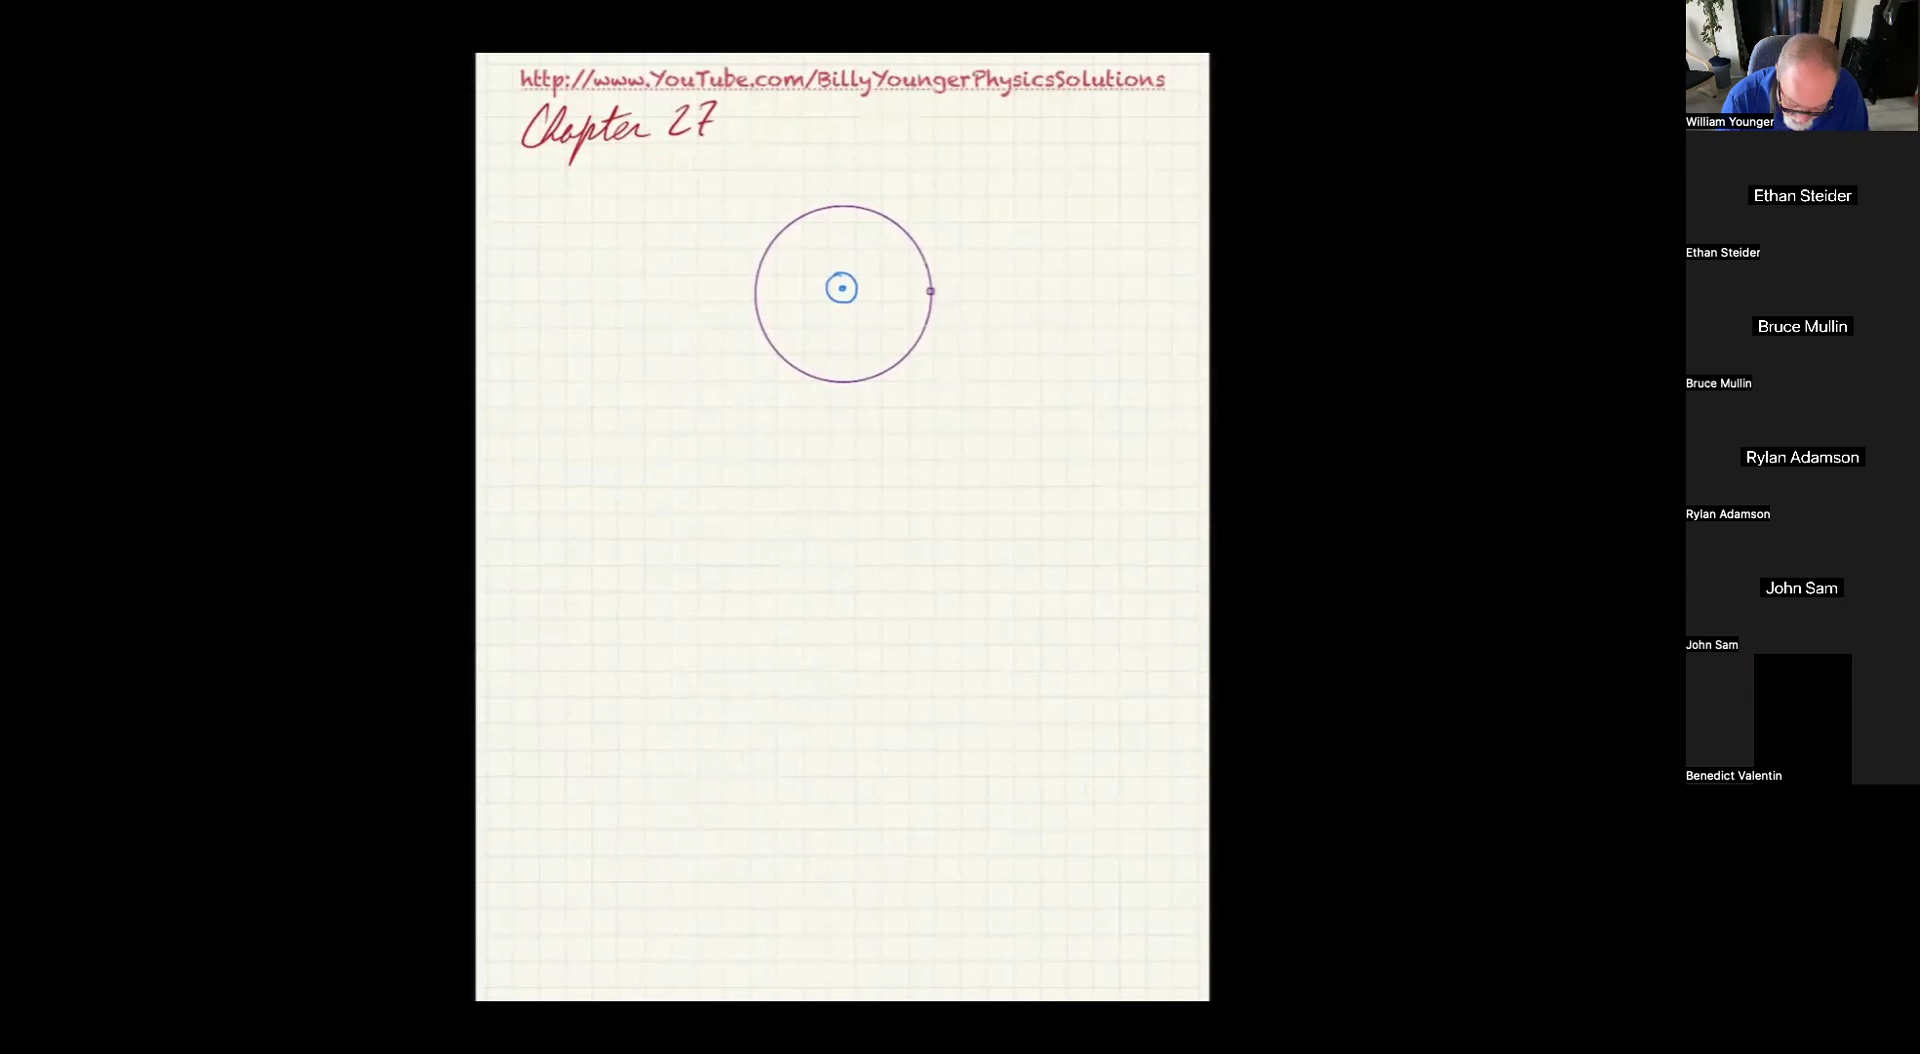 http://www.YouTube.com/BillyYoungerPhysicsSolutions
Chapter 27
William Younger
Ethan Steider
Ethan Steider
Bruce Mullin
Bruce Mullin
Rylan Adamson
Rylan Adamson
John Sam
John Sam
Benedict Valentin